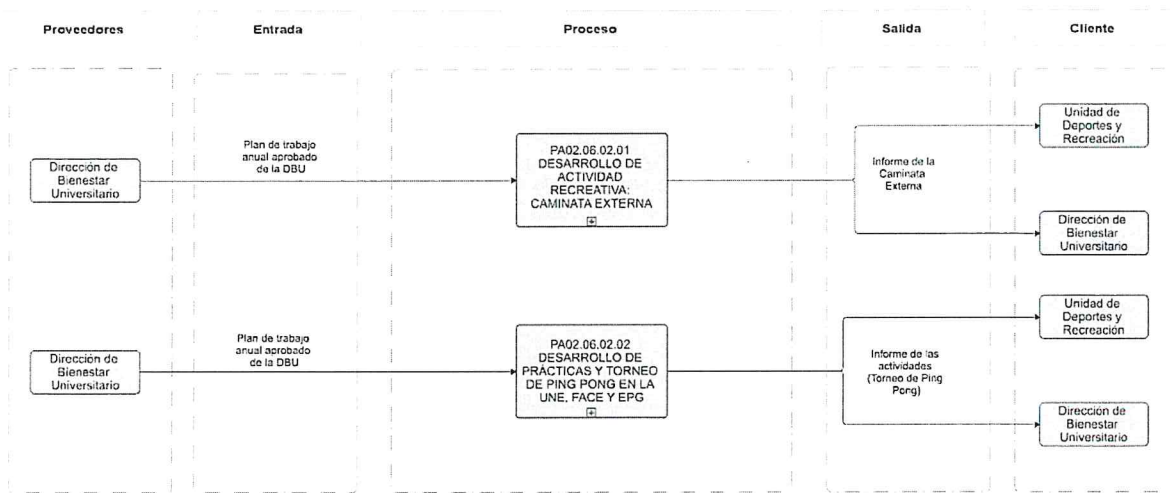 Proveedores
Entrada
Proceso
Salida
Cliente
Dirección de
Bienestar
Universitario
Plan de trabajo
anual aprobado
de la DBU
PA02.06.02.01
DESARROLLO DE
ACTIVIDAD
RECREATIVA:
CAMINATA EXTERNA
Informe de la
Caminata
Externa
Unidad de
Deportes y
Recreación
Dirección de
Bienestar
Universitario
Dirección de
Bienestar
Universitario
Plan de trabajo
anual aprobado
de la DBU
PA02.06.02.02
DESARROLLO DE
PRÁCTICAS Y TORNEO
DE PING PONG EN LA
UNE, FACE Y EPG
Informe de las
actividades
(Torneo de Ping
Pong)
Unidad de
Deportes y
Recreación
Dirección de
Bienestar
Universitario